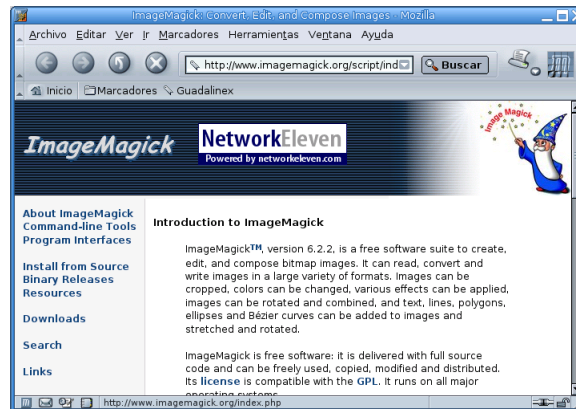 ImageMagick: Convert, Edit, and Compose Images - Mozilla
Archivo Editar Ver Ir Marcadores Herramientas Ventana Ayuda
http://www.imagemagick.org/script/ind
Buscar
Inicio Marcadores Guadalinex
ImageMagick
NetworkEleven
Powered by networkeleven.com
Image Magick
About ImageMagick
Command-line Tools
Program Interfaces
Install from Source
Binary Releases
Resources
Downloads
Search
Links
Introduction to ImageMagick
ImageMagick™, version 6.2.2, is a free software suite to create,
edit, and compose bitmap images. It can read, convert and
write images in a large variety of formats. Images can be
cropped, colors can be changed, various effects can be applied,
images can be rotated and combined, and text, lines, polygons,
ellipses and Bézier curves can be added to images and
stretched and rotated.
ImageMagick is free software: it is delivered with full source
code and can be freely used, copied, modified and distributed.
Its license is compatible with the GPL. It runs on all major
operating systems.
http://www.imagemagick.org/index.php